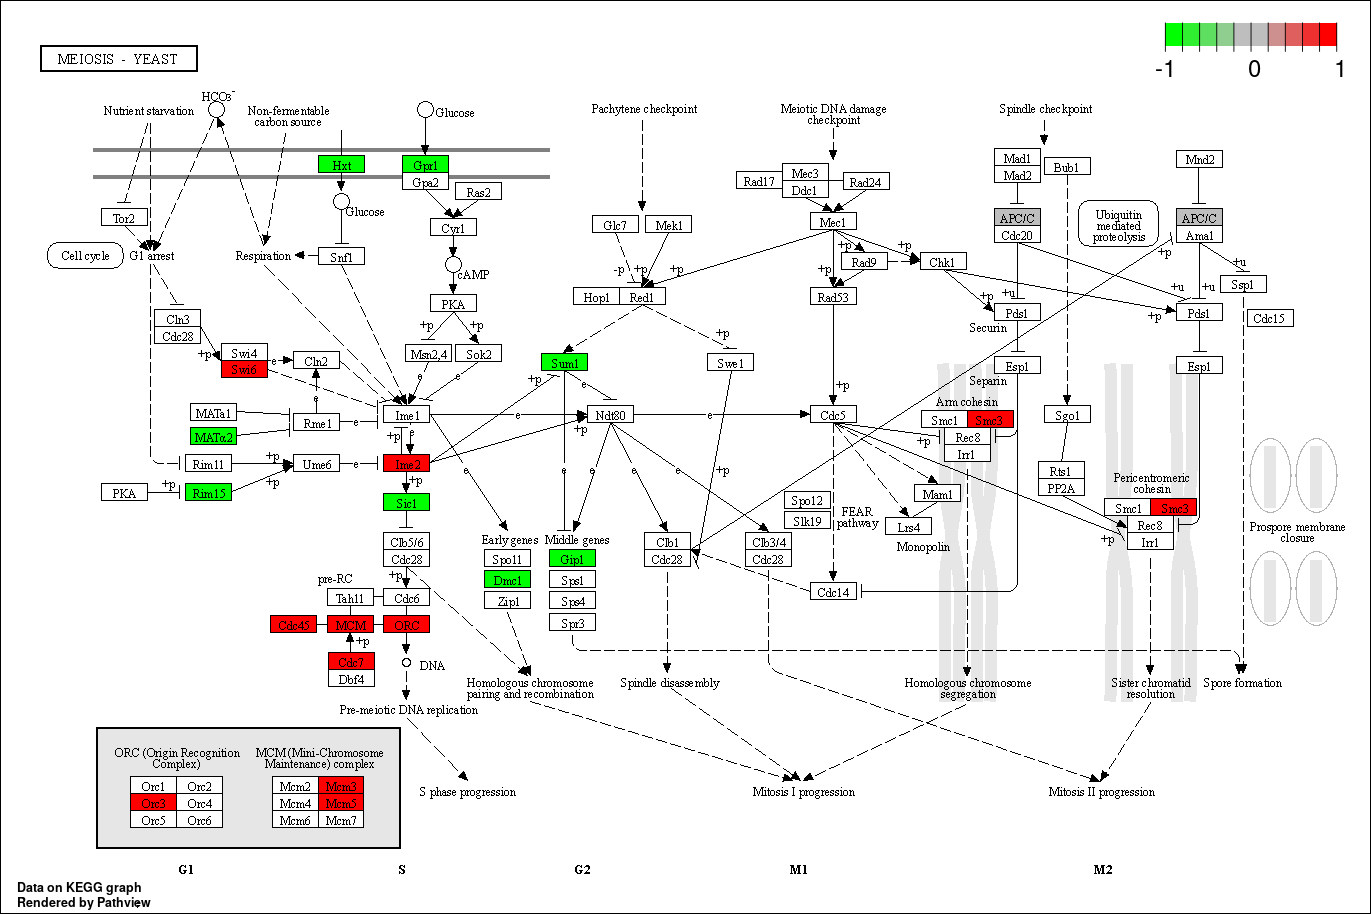 MEIOSIS - YEAST
-1 0 1
Nutrient starvation
HCO3-
Non-fermentable
carbon source
Glucose
Pachytene checkpoint
Meiotic DNA damage
checkpoint
Spindle checkpoint
Hxt
Gpr1
Gpa2
Ras2
Glucose
Cyr1
cAMP
PKA
Tor2
Cell cycle
G1 arrest
Respiration
Snf1
Glc7
Mek1
-p
+p
+p
Hop1
Red1
Rad17
Mec3
Ddc1
Rad24
Mec1
+p
+p
+p
Rad9
Chk1
Rad53
Mad1
Mad2
Bub1
Mnd2
APC/C
Cdc20
Ubiquitin
mediated
proteolysis
APC/C
Ama1
+p
+u
Ssp1
+u
+u
+p
Pds1
Securin
+p
Pds1
Cdc15
Cln3
Cdc28
+p
Swi4
Swi6
e
Cln2
+p
+p
Msn2,4
Sok2
e
e
Sum1
+p
e
+p
Swe1
Espl
Separin
Espl
MATa1
MATα2
e
Rme1
e
Ime1
e
Ndt80
e
+p
Cdc5
Arm cohesin
Smc1
Smc3
Rec8
Irr1
+p
Sgo1
+p
e
+p
Rim11
+p
Ume6
e
Ime2
PKA
+p
Rim15
+p
+p
Sic1
e
e
e
+p
e
Rts1
PP2A
Mam1
Spo12
Slk19
FEAR
pathway
Lrs4
Monopolin
Pericentromeric
cohesin
Smc1
Smc3
Rec8
Irr1
+p
Prospore membrane
closure
Clb5/6
Cdc28
+p
Early genes
Spo11
Dmc1
Zip1
Middle genes
Gip1
Sps1
Sps4
Spr3
Clb1
Cdc28
Clb3/4
Cdc28
Cdc14
pre-RC
Tah11
Cdc6
Cdc45
MCM
ORC
+p
Cdc7
Dbf4
DNA
Pre-meiotic DNA replication
Homologous chromosome
pairing and recombination
Spindle disassembly
Homologous chromosome
segregation
Sister chromatid
resolution
Spore formation
ORC (Origin Recognition
Complex)
Orc1
Orc2
Orc3
Orc4
Orc5
Orc6
MCM (Mini-Chromosome
Maintenance) complex
Mcm2
Mcm3
Mcm4
Mcm5
Mcm6
Mcm7
S phase progression
Mitosis I progression
Mitosis II progression
G1
S
G2
M1
M2
Data on KEGG graph
Rendered by Pathview